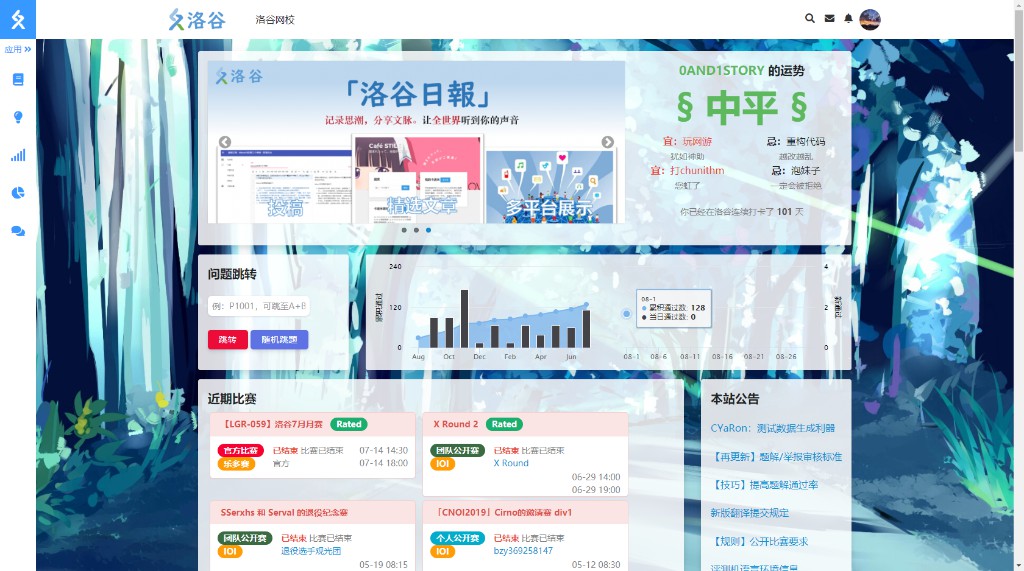 洛谷
洛谷网校
应用 »
洛谷
「洛谷日報」
记录思潮，分享文脉。让全世界听到你的声音
投稿
精选文章
多平台展示
0AND1STORY 的运势
§ 中平 §
宜：玩网游
忌：重构代码
犹如神助
越改越乱
宜：打chunithm
忌：泡妹子
您虹了
一定会被拒绝
你已经在洛谷连续打卡了 101 天
问题跳转
例：P1001，可跳至A+B
跳转
随机跳题
240
120
0
Aug Oct Dec Feb Apr Jun
4
2
0
08-1
累积通过数: 128
当日通过数: 0
08-1 08-6 08-11 08-16 08-21 08-26
近期比赛
【LGR-059】洛谷7月月赛 Rated
官方比赛 已结束 比赛已结束 07-14 14:30
乐多赛 官方 07-14 18:00
X Round 2 Rated
团队公开赛 已结束 比赛已结束
IOI X Round
06-29 14:00
06-29 19:00
SSerxhs 和 Serval 的退役纪念赛
团队公开赛 已结束 比赛已结束
IOI 退役选手观光团
05-19 08:15
「CNOI2019」Cirno的邀请赛 div1
个人公开赛 已结束 比赛已结束
IOI bzy369258147
05-12 08:30
本站公告
CYaRon：测试数据生成利器
【再更新】题解/举报审核标准
【技巧】提高题解通过率
新版翻译提交规定
【规则】公开比赛要求
评测机语言环境信息